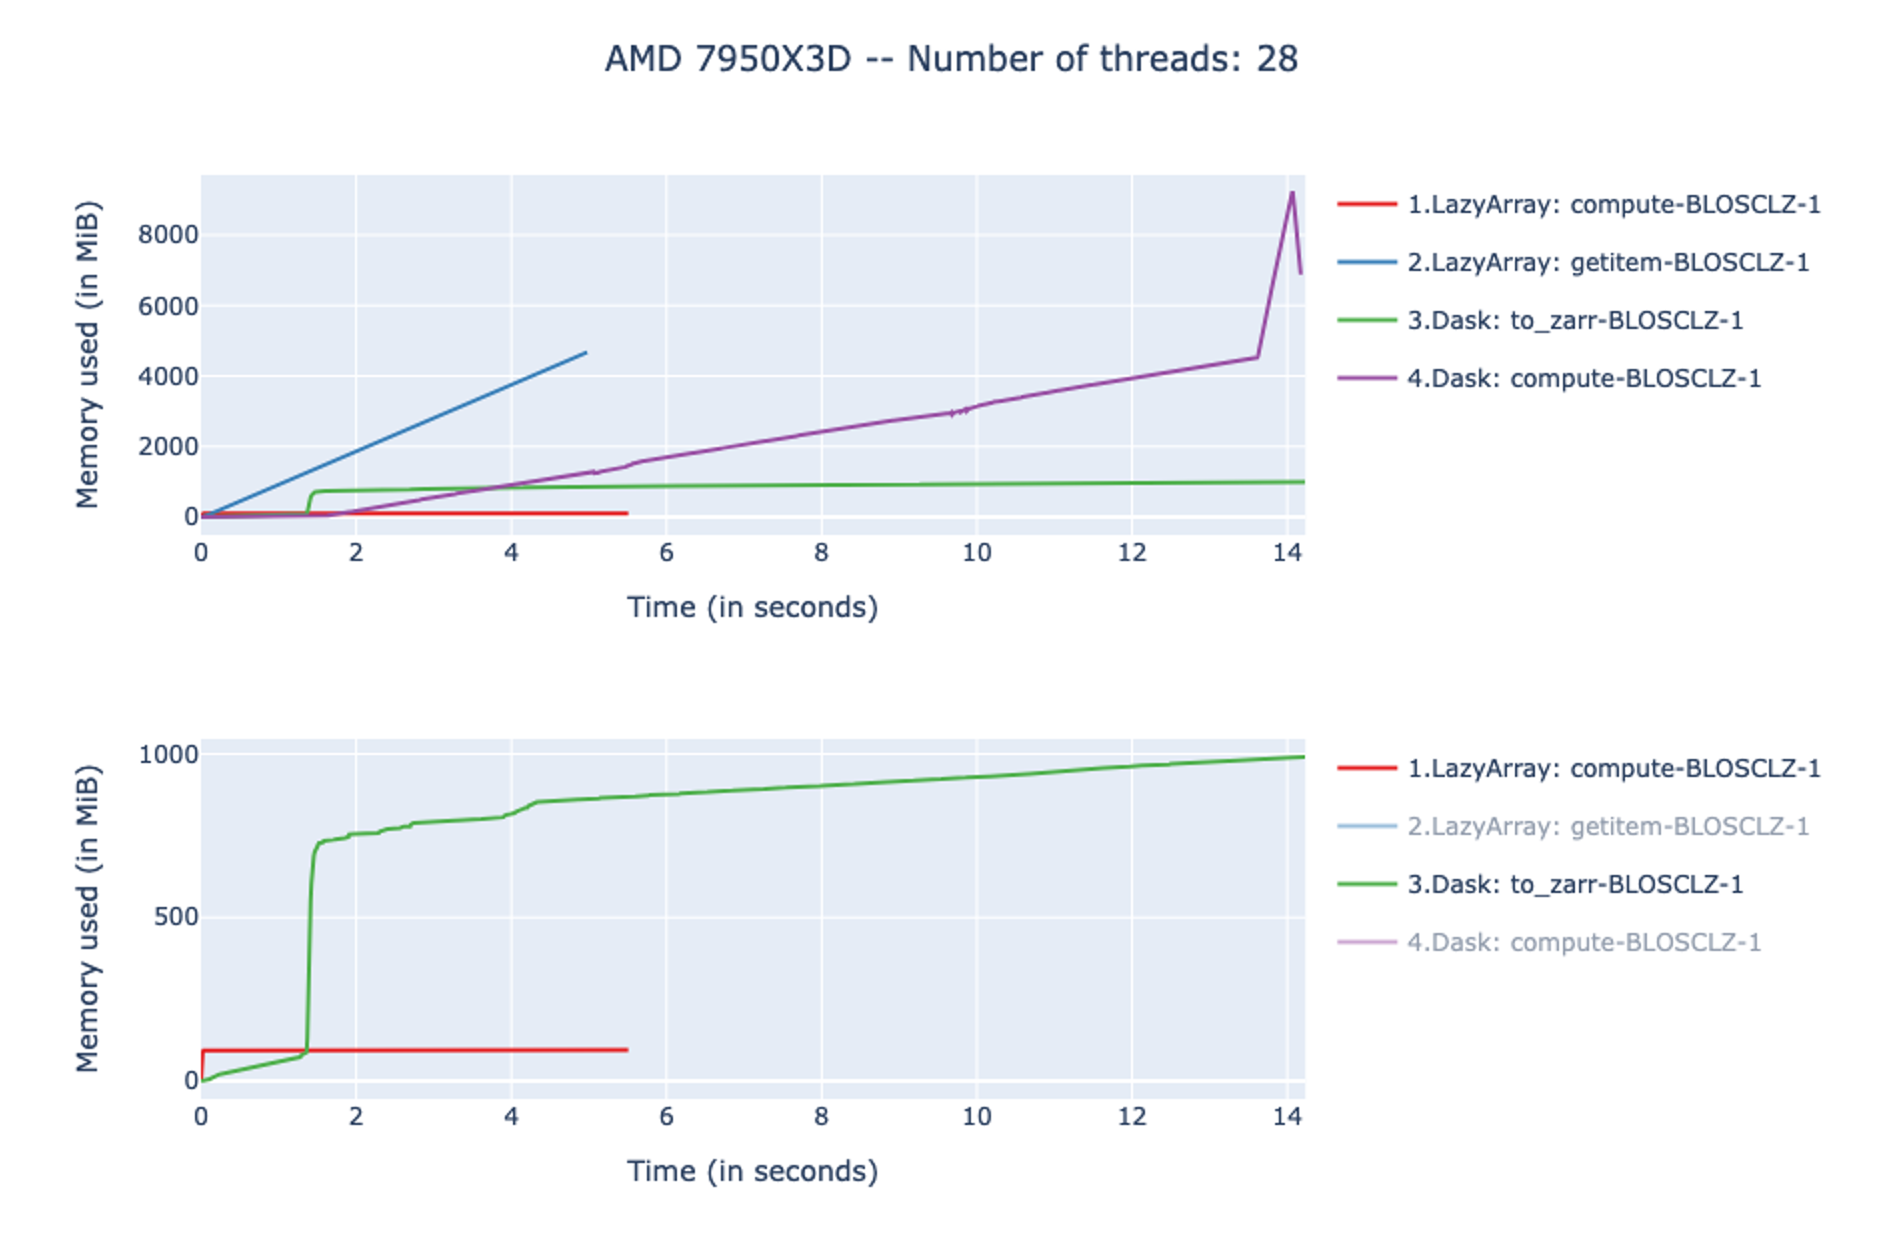 AMD 7950X3D -- Number of threads: 28
Memory used (in MiB)
8000
6000
4000
2000
0
0 2 4 6 8 10 12 14
Time (in seconds)
1.LazyArray: compute-BLOSCLZ-1
2.LazyArray: getitem-BLOSCLZ-1
3.Dask: to_zarr-BLOSCLZ-1
4.Dask: compute-BLOSCLZ-1
Memory used (in MiB)
1000
500
0
0 2 4 6 8 10 12 14
Time (in seconds)
1.LazyArray: compute-BLOSCLZ-1
2.LazyArray: getitem-BLOSCLZ-1
3.Dask: to_zarr-BLOSCLZ-1
4.Dask: compute-BLOSCLZ-1